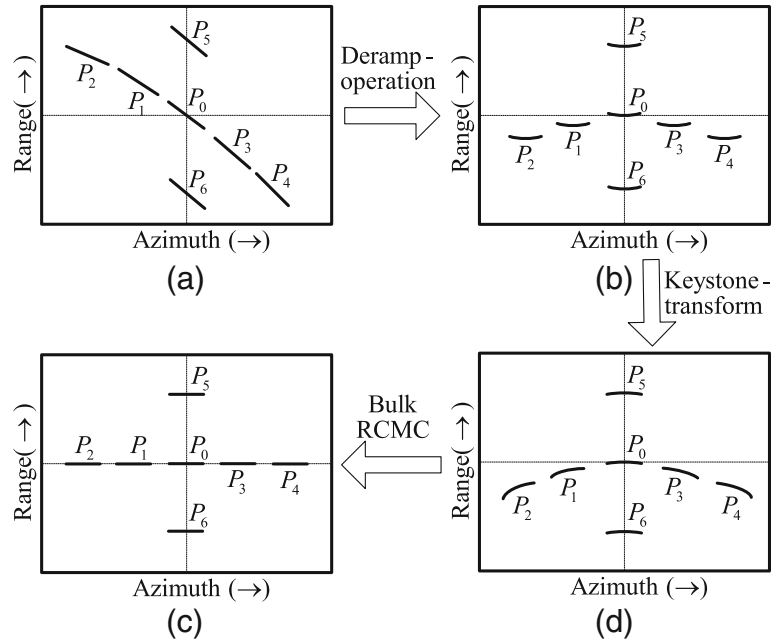 P5
P2
P1
P0
P3
P4
P6
Range( → )
Azimuth (→)
(a)
Deramp-
operation
P5
P0
P2
P1
P3
P4
P6
Range( → )
Azimuth (→)
(b)
Keystone-
transform
P5
P2
P1
P0
P3
P4
P6
Range( → )
Azimuth (→)
(c)
Bulk
RCMC
P5
P0
P2
P1
P3
P4
P6
Range( → )
Azimuth (→)
(d)